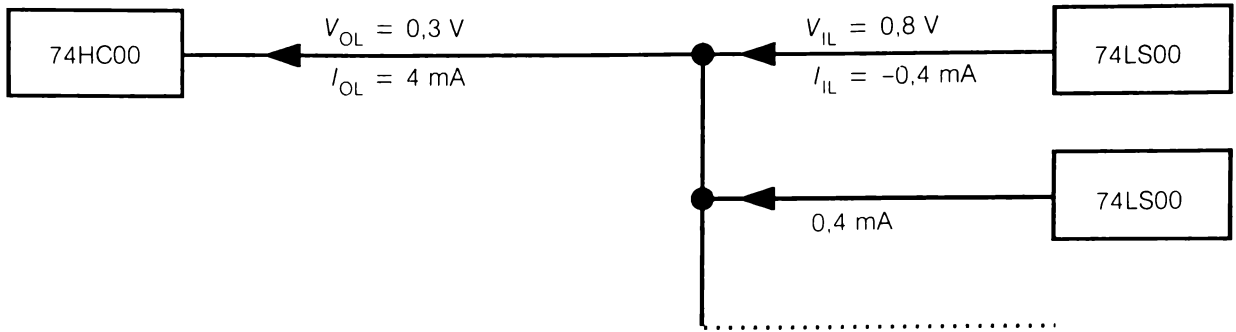 74HC00
V_OL = 0,3 V
I_OL = 4 mA
V_IL = 0,8 V
I_IL = -0,4 mA
74LS00
0,4 mA
74LS00